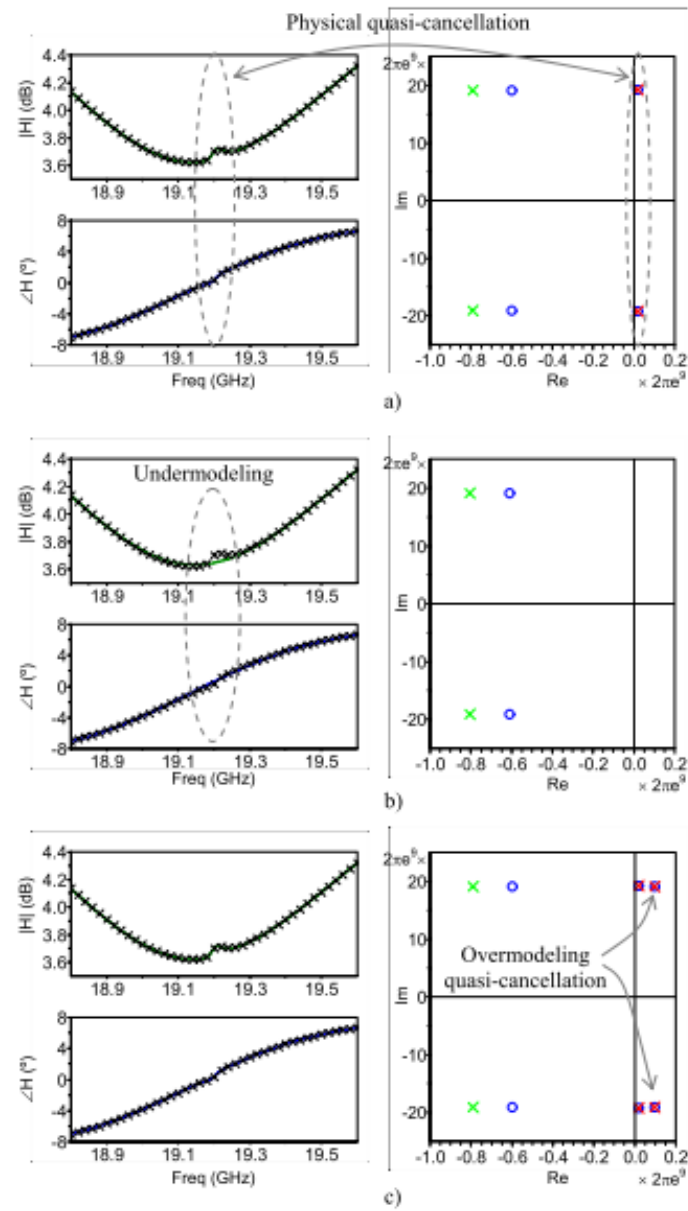 Physical quasi-cancellation
|H| (dB)
4.4
4.2
4.0
3.8
3.6
18.9 19.1 19.3 19.5
∠H (º)
8
4
0
-4
-8
18.9 19.1 19.3 19.5
Freq (GHz)
2πe⁹×
Im
20
10
0
-10
-20
-1.0 -0.8 -0.6 -0.4 -0.2 0.0 0.2
Re
× 2πe⁹
a)
Undermodeling
|H| (dB)
4.4
4.2
4.0
3.8
3.6
18.9 19.1 19.3 19.5
∠H (º)
8
4
0
-4
-8
18.9 19.1 19.3 19.5
Freq (GHz)
2πe⁹×
Im
20
10
0
-10
-20
-1.0 -0.8 -0.6 -0.4 -0.2 0.0 0.2
Re
× 2πe⁹
b)
|H| (dB)
4.4
4.2
4.0
3.8
3.6
18.9 19.1 19.3 19.5
∠H (º)
8
4
0
-4
-8
18.9 19.1 19.3 19.5
Freq (GHz)
2πe⁹×
Im
20
10
0
-10
-20
Overmodeling
quasi-cancellation
-1.0 -0.8 -0.6 -0.4 -0.2 0.0 0.2
Re
× 2πe⁹
c)